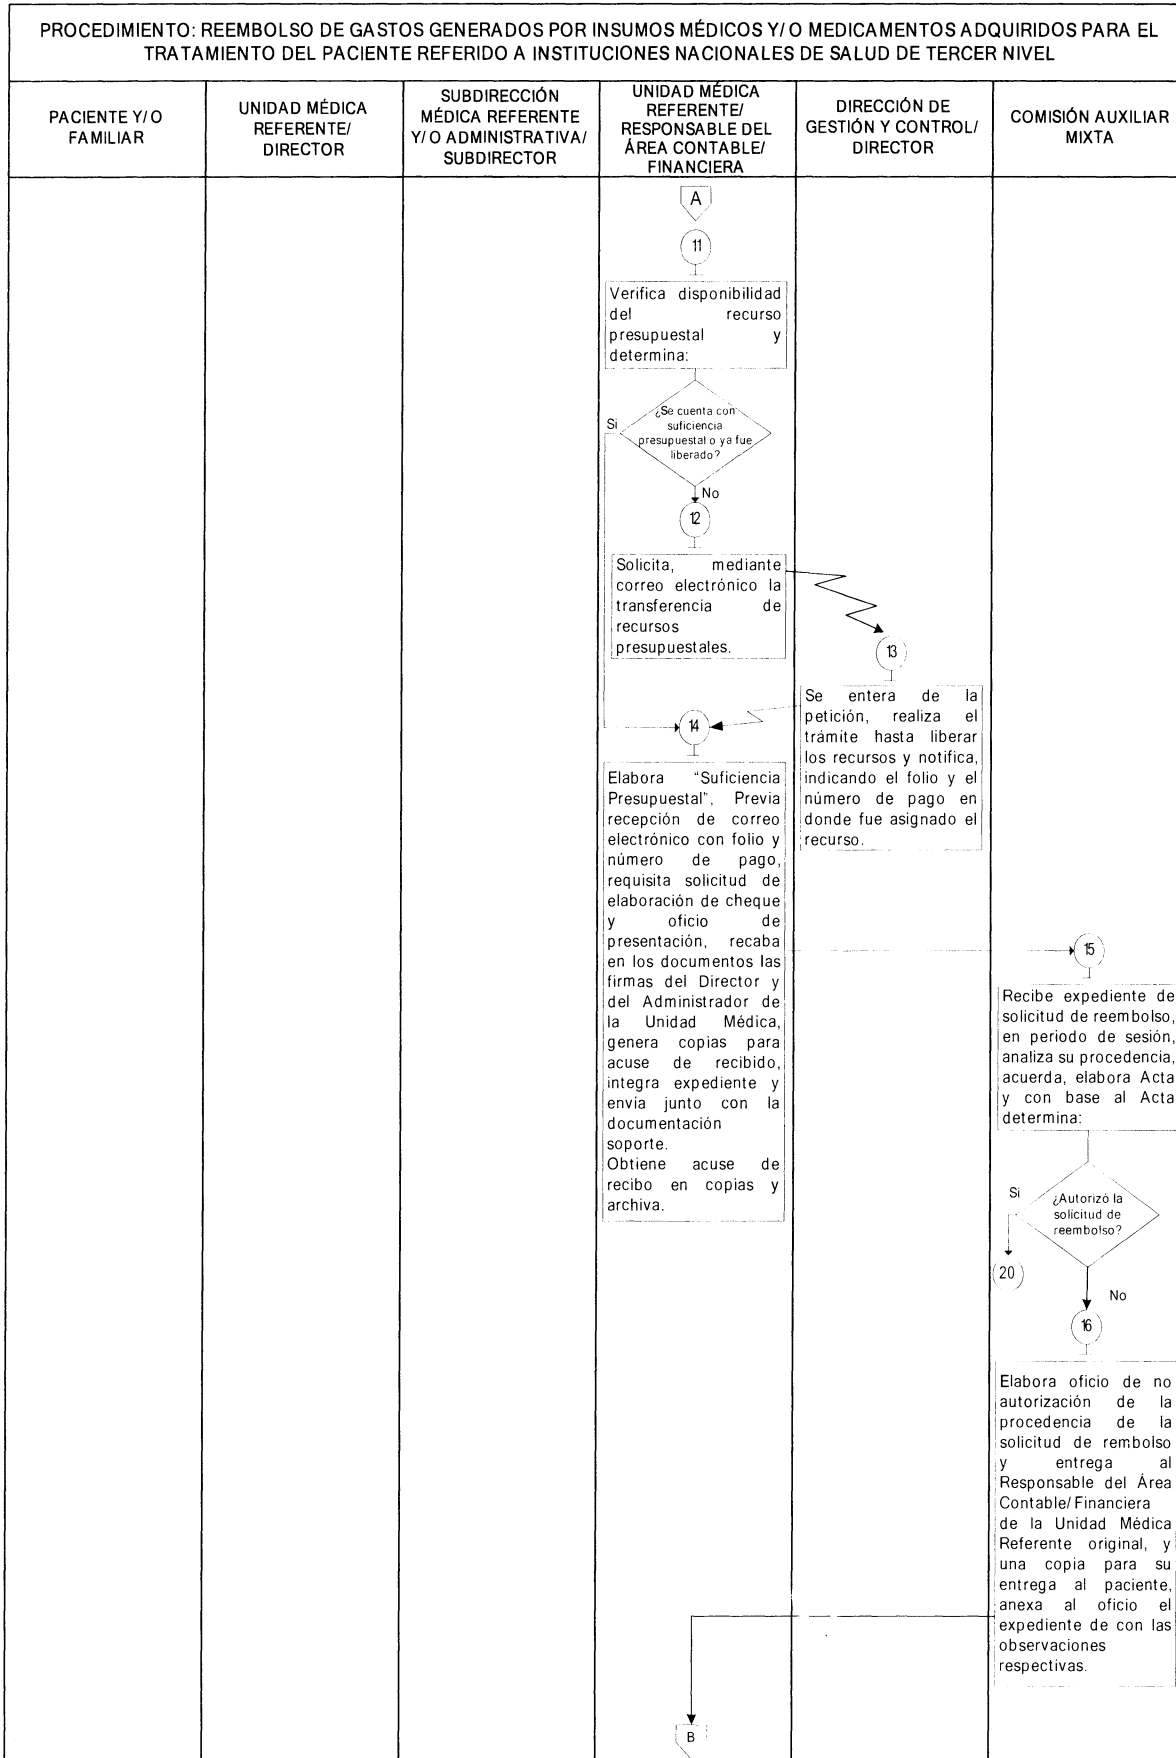 PROCEDIMIENTO: REEMBOLSO DE GASTOS GENERADOS POR INSUMOS MÉDICOS Y/O MEDICAMENTOS ADQUIRIDOS PARA EL
TRATAMIENTO DEL PACIENTE REFERIDO A INSTITUCIONES NACIONALES DE SALUD DE TERCER NIVEL
PACIENTE Y/O
FAMILIAR
UNIDAD MÉDICA
REFERENTE/
DIRECTOR
SUBDIRECCIÓN
MÉDICA REFERENTE
Y/O ADMINISTRATIVA/
SUBDIRECTOR
UNIDAD MÉDICA
REFERENTE/
RESPONSABLE DEL
ÁREA CONTABLE/
FINANCIERA
DIRECCIÓN DE
GESTIÓN Y CONTROL/
DIRECTOR
COMISIÓN AUXILIAR
MIXTA
A
11
Verifica disponibilidad
del recurso
presupuestal y
determina:
¿Se cuenta con
suficiencia
presupuestal o ya fue
liberado?
Si
No
12
Solicita, mediante
correo electrónico la
transferencia de
recursos
presupuestales.
13
Se entera de la
petición, realiza el
trámite hasta liberar
los recursos y notifica,
indicando el folio y el
número de pago en
donde fue asignado el
recurso.
14
Elabora "Suficiencia
Presupuestal", Previa
recepción de correo
electrónico con folio y
número de pago,
requisita solicitud de
elaboración de cheque
y oficio de
presentación, recaba
en los documentos las
firmas del Director y
del Administrador de
la Unidad Médica,
genera copias para
acuse de recibido,
integra expediente y
envía junto con la
documentación
soporte.
Obtiene acuse de
recibo en copias y
archiva.
15
Recibe expediente de
solicitud de reembolso,
en periodo de sesión,
analiza su procedencia,
acuerda, elabora Acta
y con base al Acta
determina:
Si
¿Autorizó la
solicitud de
reembolso?
20
No
16
Elabora oficio de no
autorización de la
procedencia de la
solicitud de rembolso
y entrega al
Responsable del Área
Contable/Financiera
de la Unidad Médica
Referente original, y
una copia para su
entrega al paciente,
anexa al oficio el
expediente de con las
observaciones
respectivas.
B